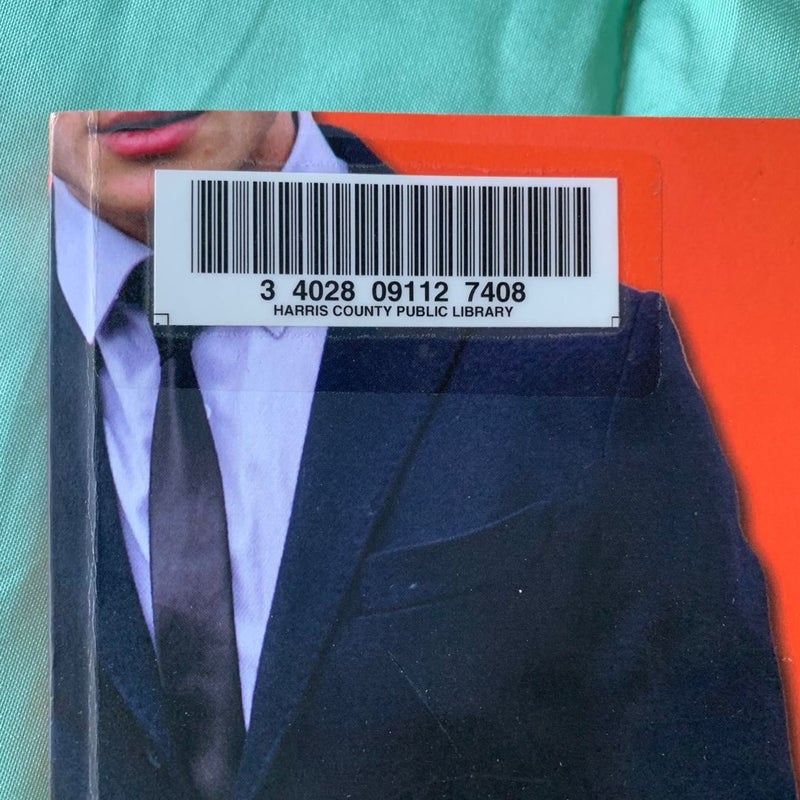 3 4028 09112 7408
HARRIS COUNTY PUBLIC LIBRARY